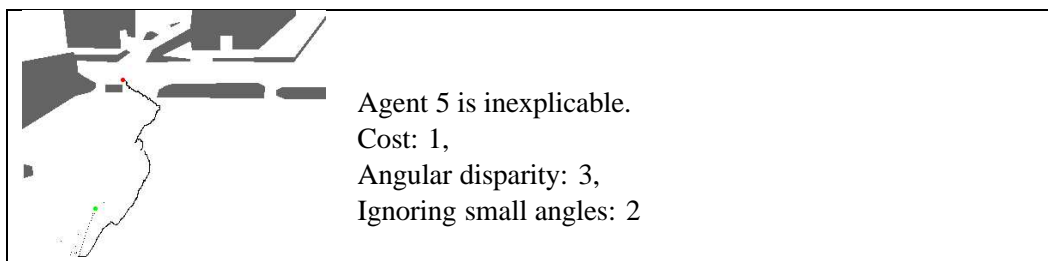 Agent 5 is inexplicable.
Cost: 1,
Angular disparity: 3,
Ignoring small angles: 2